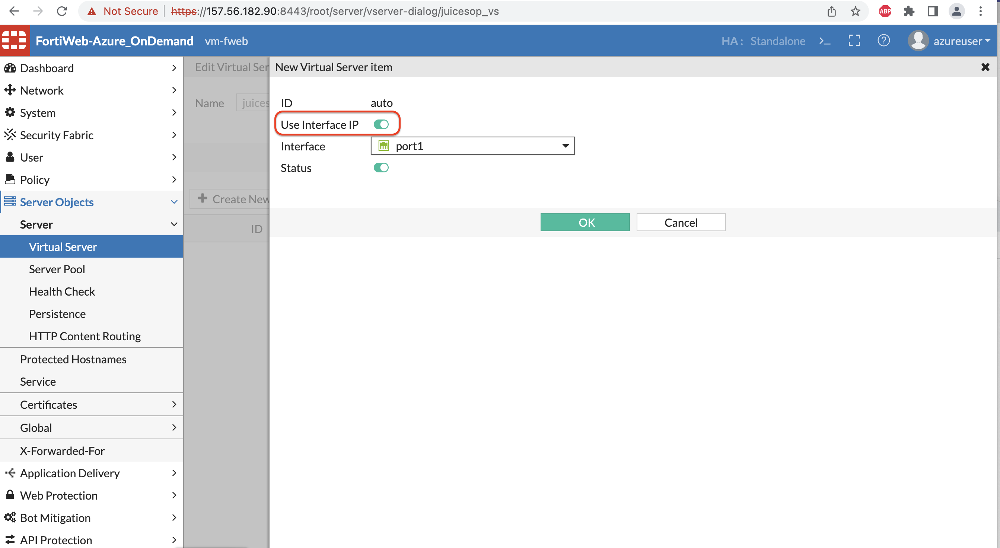 Not Secure https://157.56.182.90:8443/root/server/vserver-dialog/juicesop_vs ABP
FortiWeb-Azure_OnDemand vm-fweb HA: Standalone >_ ? azureuser
Dashboard
Network
System
Security Fabric
User
Policy
Server Objects
Server
Virtual Server
Server Pool
Health Check
Persistence
HTTP Content Routing
Protected Hostnames
Service
Certificates
Global
X-Forwarded-For
Application Delivery
Web Protection
Bot Mitigation
API Protection
Edit Virtual Ser
Name juices
+ Create New
ID
New Virtual Server item
ID auto
Use Interface IP
Interface port1
Status
OK Cancel